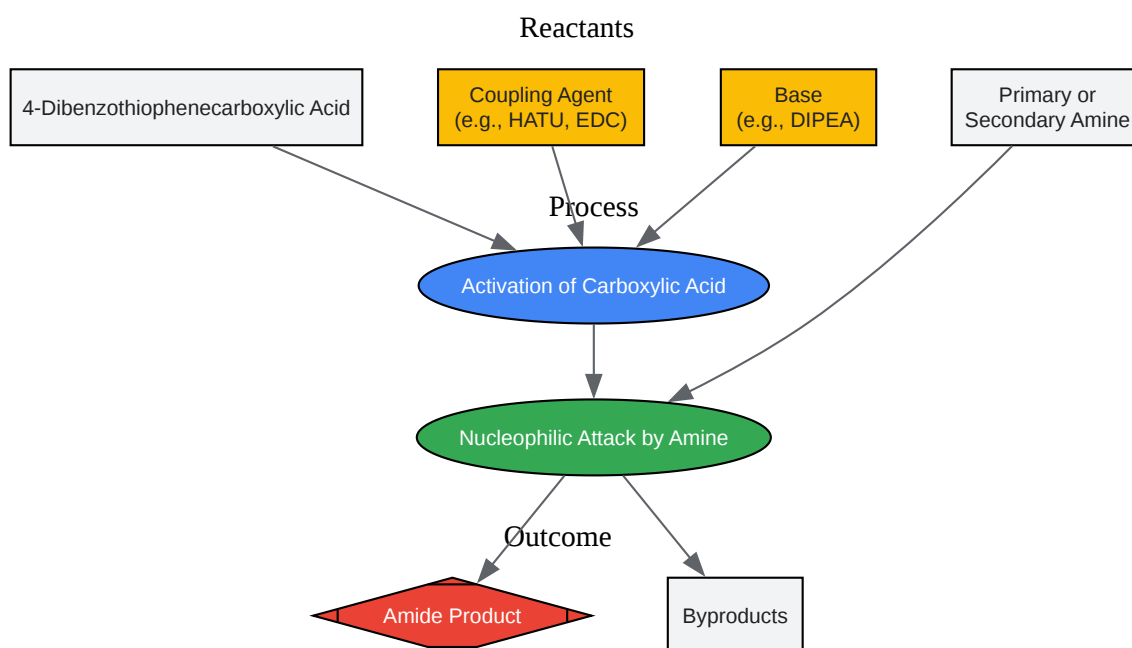 Reactants
4-Dibenzothiophenecarboxylic Acid
Coupling Agent
(e.g., HATU, EDC)
Base
(e.g., DIPEA)
Primary or
Secondary Amine
Process
Activation of Carboxylic Acid
Nucleophilic Attack by Amine
Outcome
Amide Product
Byproducts